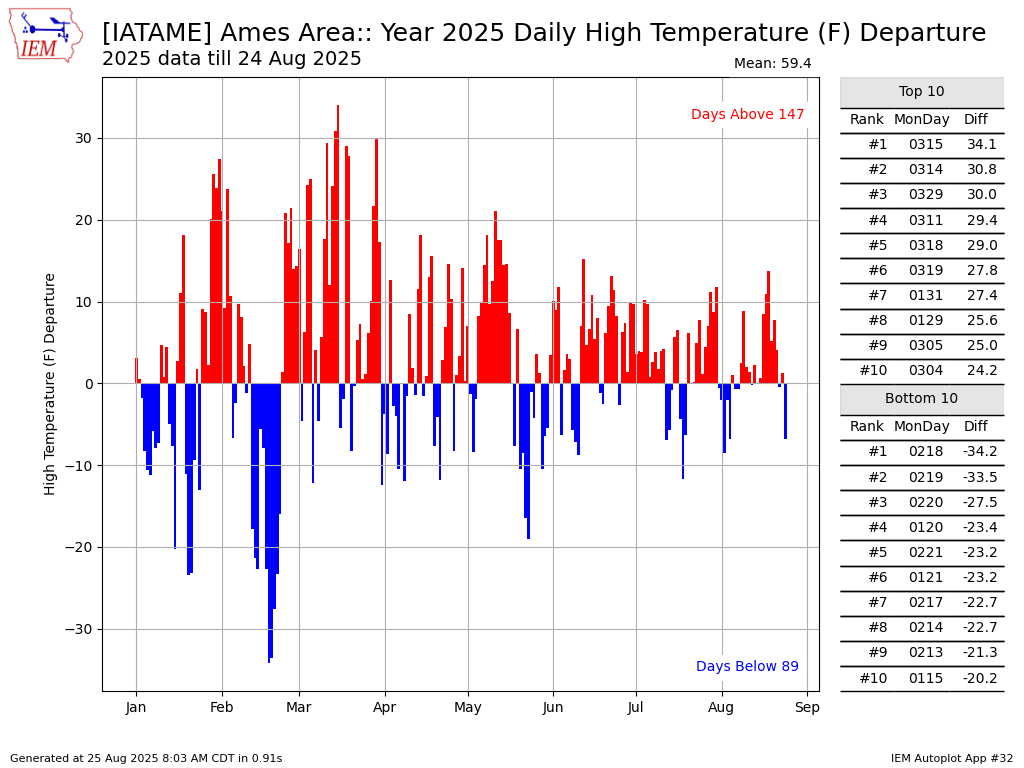 IEM
[IATAME] Ames Area:: Year 2025 Daily High Temperature (F) Departure
2025 data till 24 Aug 2025
Mean: 59.4
Days Above 147
Days Below 89
High Temperature (F) Departure
30
20
10
0
−10
−20
−30
Jan Feb Mar Apr May Jun Jul Aug Sep
Top 10
Rank MonDay Diff
#1 0315 34.1
#2 0314 30.8
#3 0329 30.0
#4 0311 29.4
#5 0318 29.0
#6 0319 27.8
#7 0131 27.4
#8 0129 25.6
#9 0305 25.0
#10 0304 24.2
Bottom 10
Rank MonDay Diff
#1 0218 -34.2
#2 0219 -33.5
#3 0220 -27.5
#4 0120 -23.4
#5 0221 -23.2
#6 0121 -23.2
#7 0217 -22.7
#8 0214 -22.7
#9 0213 -21.3
#10 0115 -20.2
Generated at 25 Aug 2025 8:03 AM CDT in 0.91s
IEM Autoplot App #32